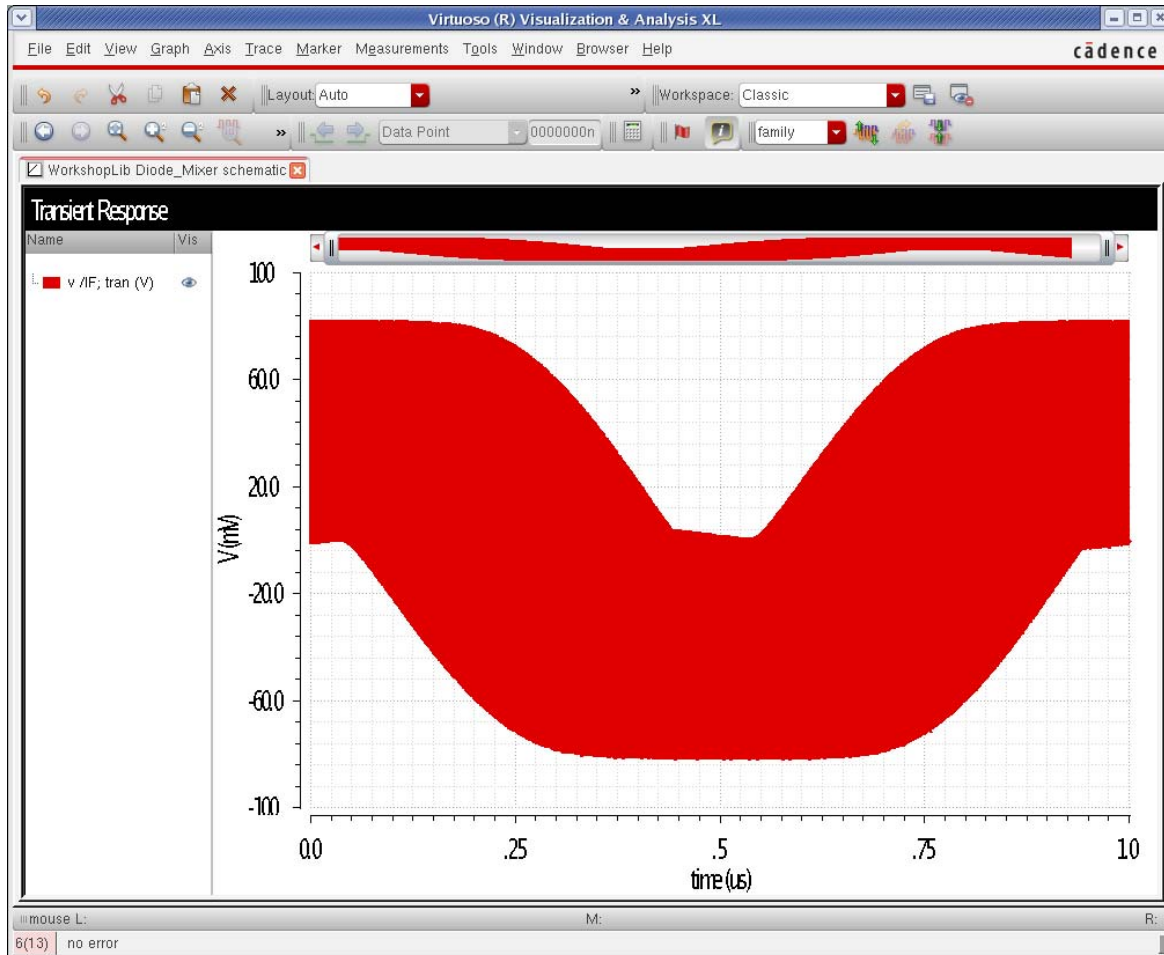 Virtuoso (R) Visualization & Analysis XL
File Edit View Graph Axis Trace Marker Measurements Tools Window Browser Help
cādence
Layout: Auto
» Workspace: Classic
» Data Point 0000000n family
WorkshopLib Diode_Mixer schematic
Transient Response
Name Vis
v /IF; tran (V)
100
60.0
20.0
-20.0
-60.0
-100
V (mV)
0.0 .25 .5 .75 1.0
time (us)
mouse L: M: R:
6(13) no error